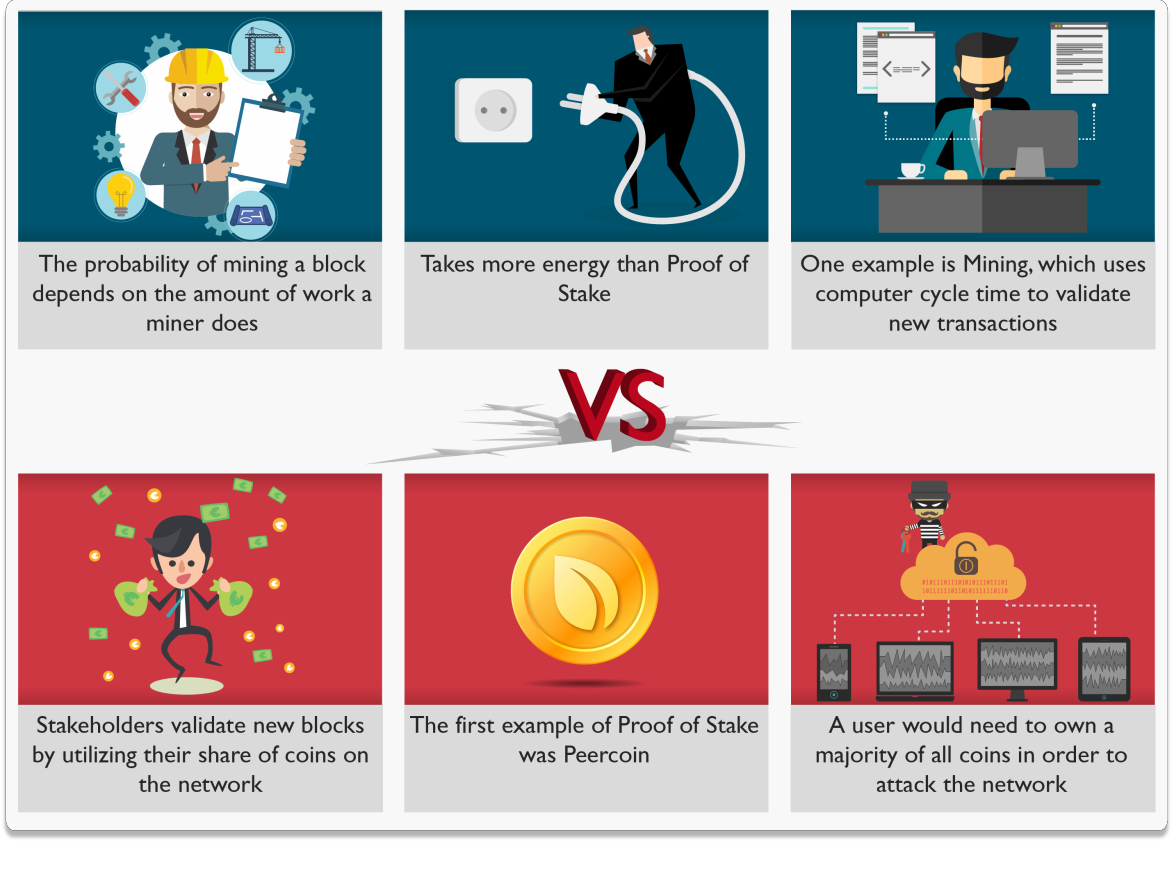 The probability of mining a block
depends on the amount of work a
miner does
Takes more energy than Proof of
Stake
One example is Mining, which uses
computer cycle time to validate
new transactions
VS
Stakeholders validate new blocks
by utilizing their share of coins on
the network
The first example of Proof of Stake
was Peercoin
A user would need to own a
majority of all coins in order to
attack the network